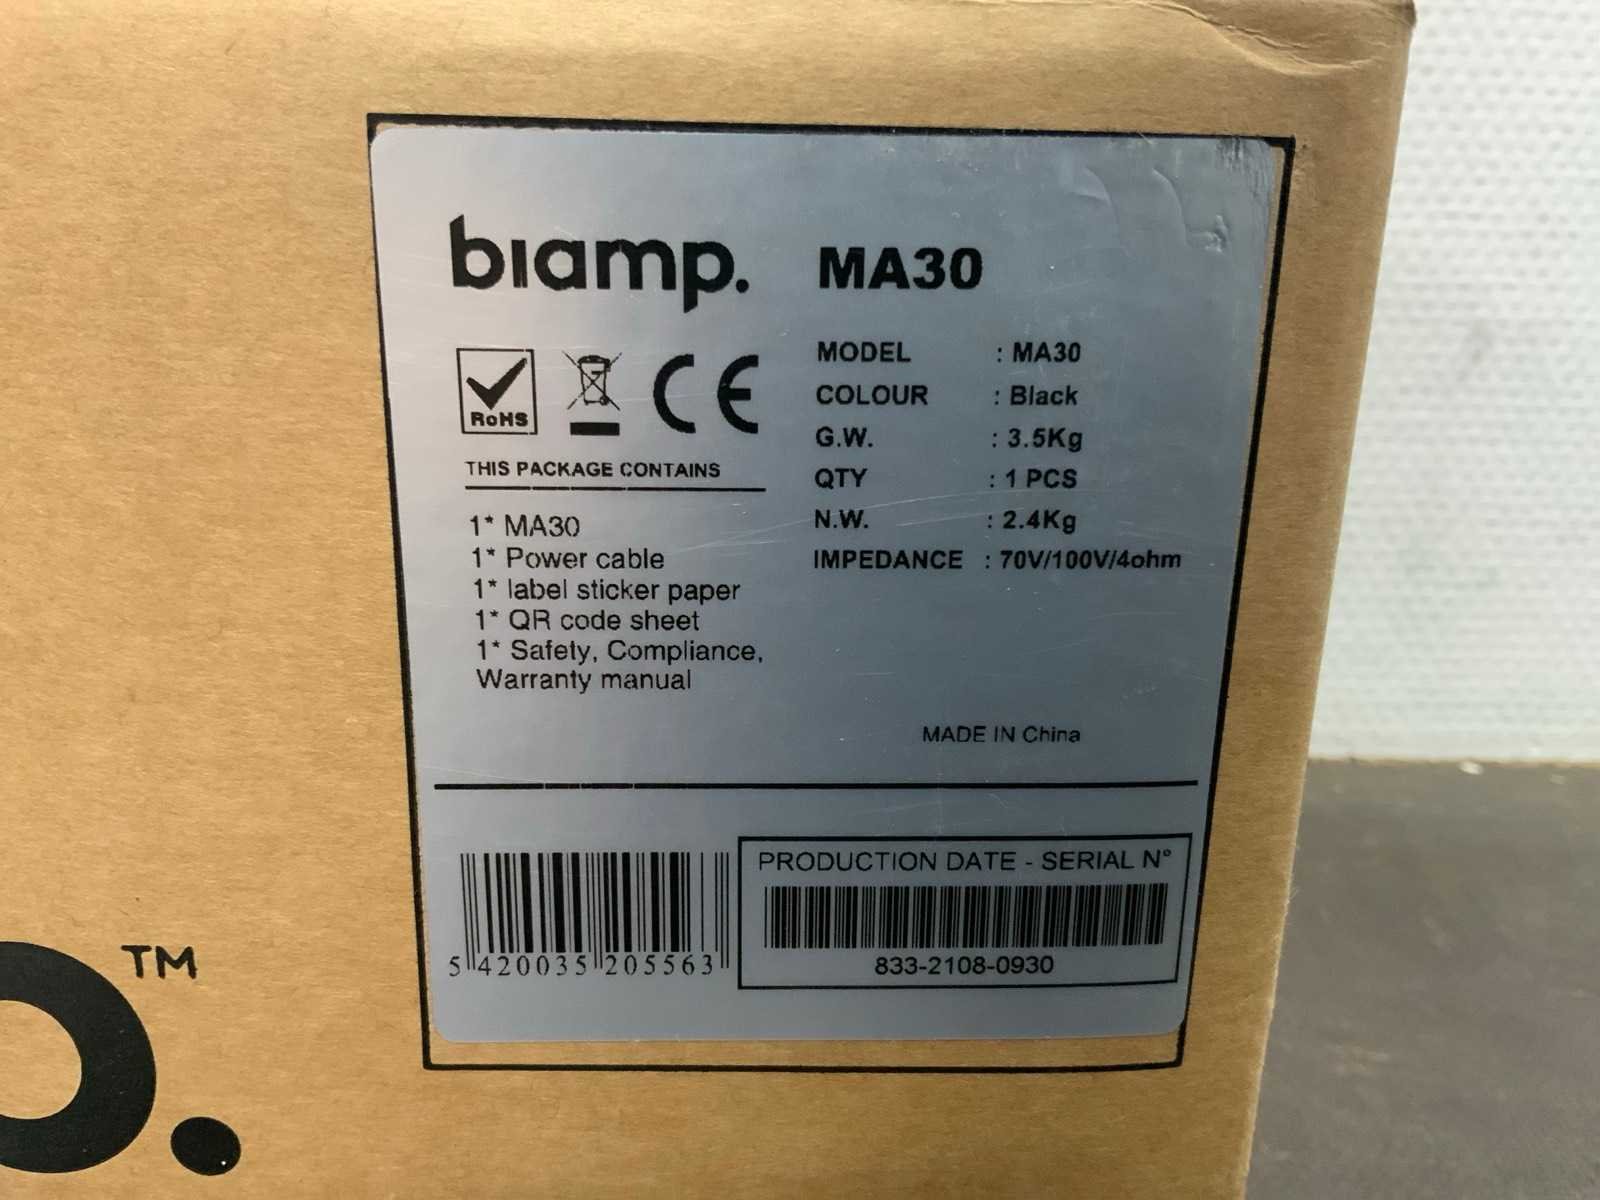 biamp. MA30
RoHS
CE
MODEL : MA30
COLOUR : Black
G.W. : 3.5Kg
QTY : 1 PCS
N.W. : 2.4Kg
IMPEDANCE : 70V/100V/4ohm
THIS PACKAGE CONTAINS
1* MA30
1* Power cable
1* label sticker paper
1* QR code sheet
1* Safety, Compliance,
Warranty manual
MADE IN China
5 420035 205563
PRODUCTION DATE - SERIAL N°
833-2108-0930
TM